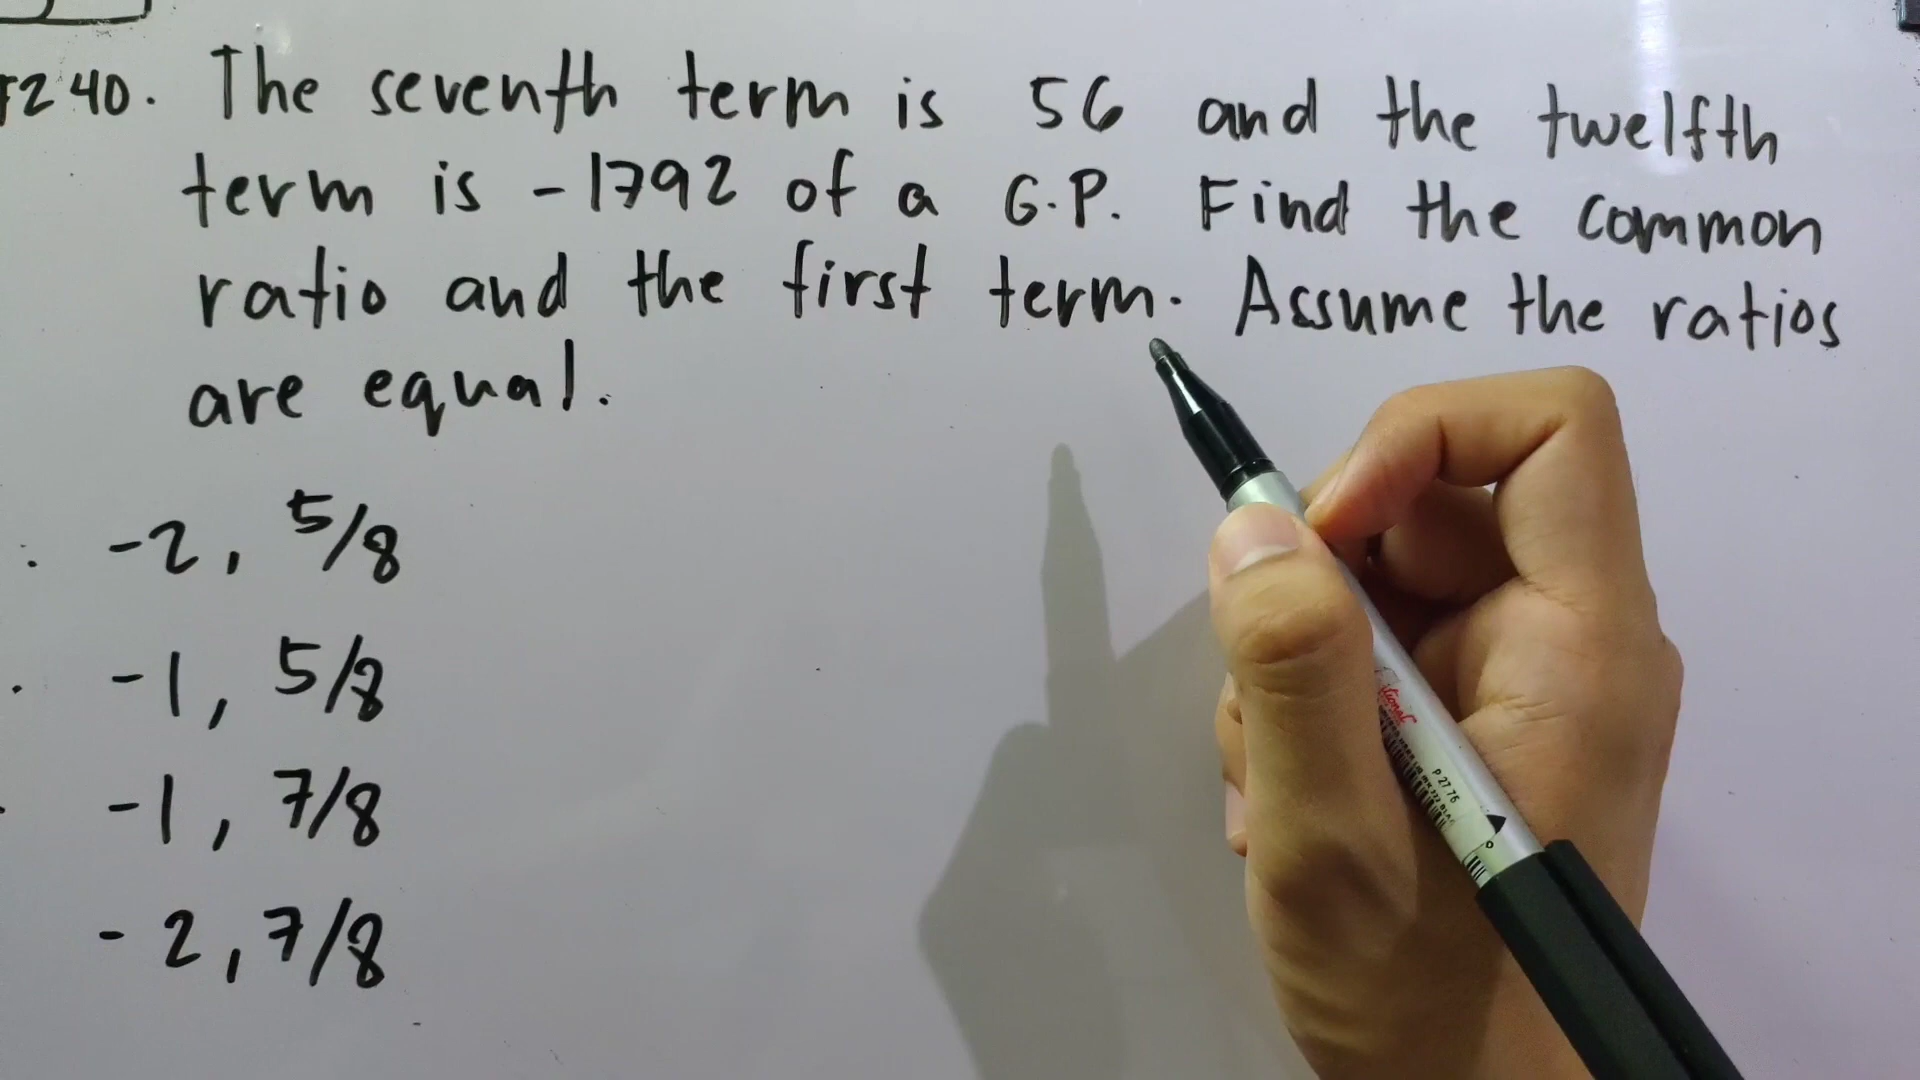 240. The seventh term is 56 and the twelfth
term is -1792 of a G.P. Find the common
ratio and the first term. Assume the ratios
are equal.
. -2, 5/8
. -1, 5/8
. -1, 7/8
-2, 7/8
P 27.76